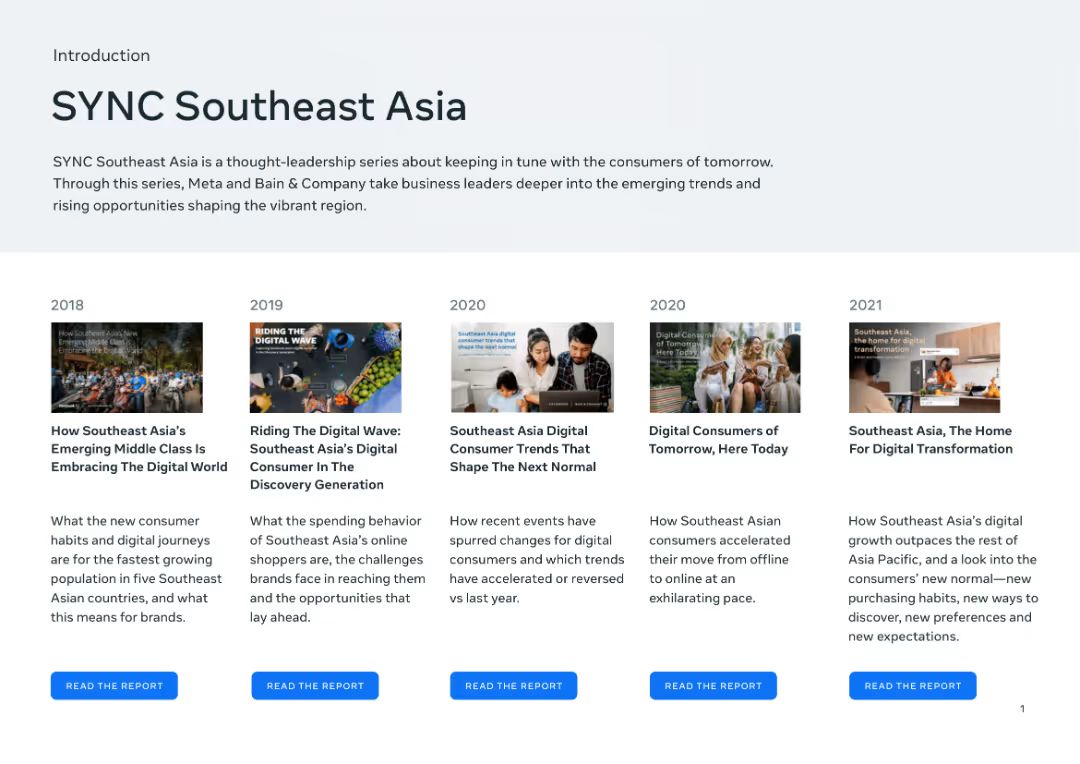 Introduction
SYNC Southeast Asia
SYNC Southeast Asia is a thought-leadership series about keeping in tune with the consumers of tomorrow.
Through this series, Meta and Bain & Company take business leaders deeper into the emerging trends and
rising opportunities shaping the vibrant region.
2018
How Southeast Asia's New
Emerging Middle Class is
Embracing the Digital World
How Southeast Asia's
Emerging Middle Class Is
Embracing The Digital World
What the new consumer
habits and digital journeys
are for the fastest growing
population in five Southeast
Asian countries, and what
this means for brands.
READ THE REPORT
2019
RIDING THE
DIGITAL WAVE
Riding The Digital Wave:
Southeast Asia's Digital
Consumer In The
Discovery Generation
What the spending behavior
of Southeast Asia's online
shoppers are, the challenges
brands face in reaching them
and the opportunities that
lay ahead.
READ THE REPORT
2020
Southeast Asia digital
consumer trends that
shape the next normal
Southeast Asia Digital
Consumer Trends That
Shape The Next Normal
How recent events have
spurred changes for digital
consumers and which trends
have accelerated or reversed
vs last year.
READ THE REPORT
2020
Digital Consumers
of Tomorrow,
Here Today
Digital Consumers of
Tomorrow, Here Today
How Southeast Asian
consumers accelerated
their move from offline
to online at an
exhilarating pace.
READ THE REPORT
2021
Southeast Asia,
the home for digital
transformation
Southeast Asia, The Home
For Digital Transformation
How Southeast Asia's digital
growth outpaces the rest of
Asia Pacific, and a look into the
consumers' new normal—new
purchasing habits, new ways to
discover, new preferences and
new expectations.
READ THE REPORT
1